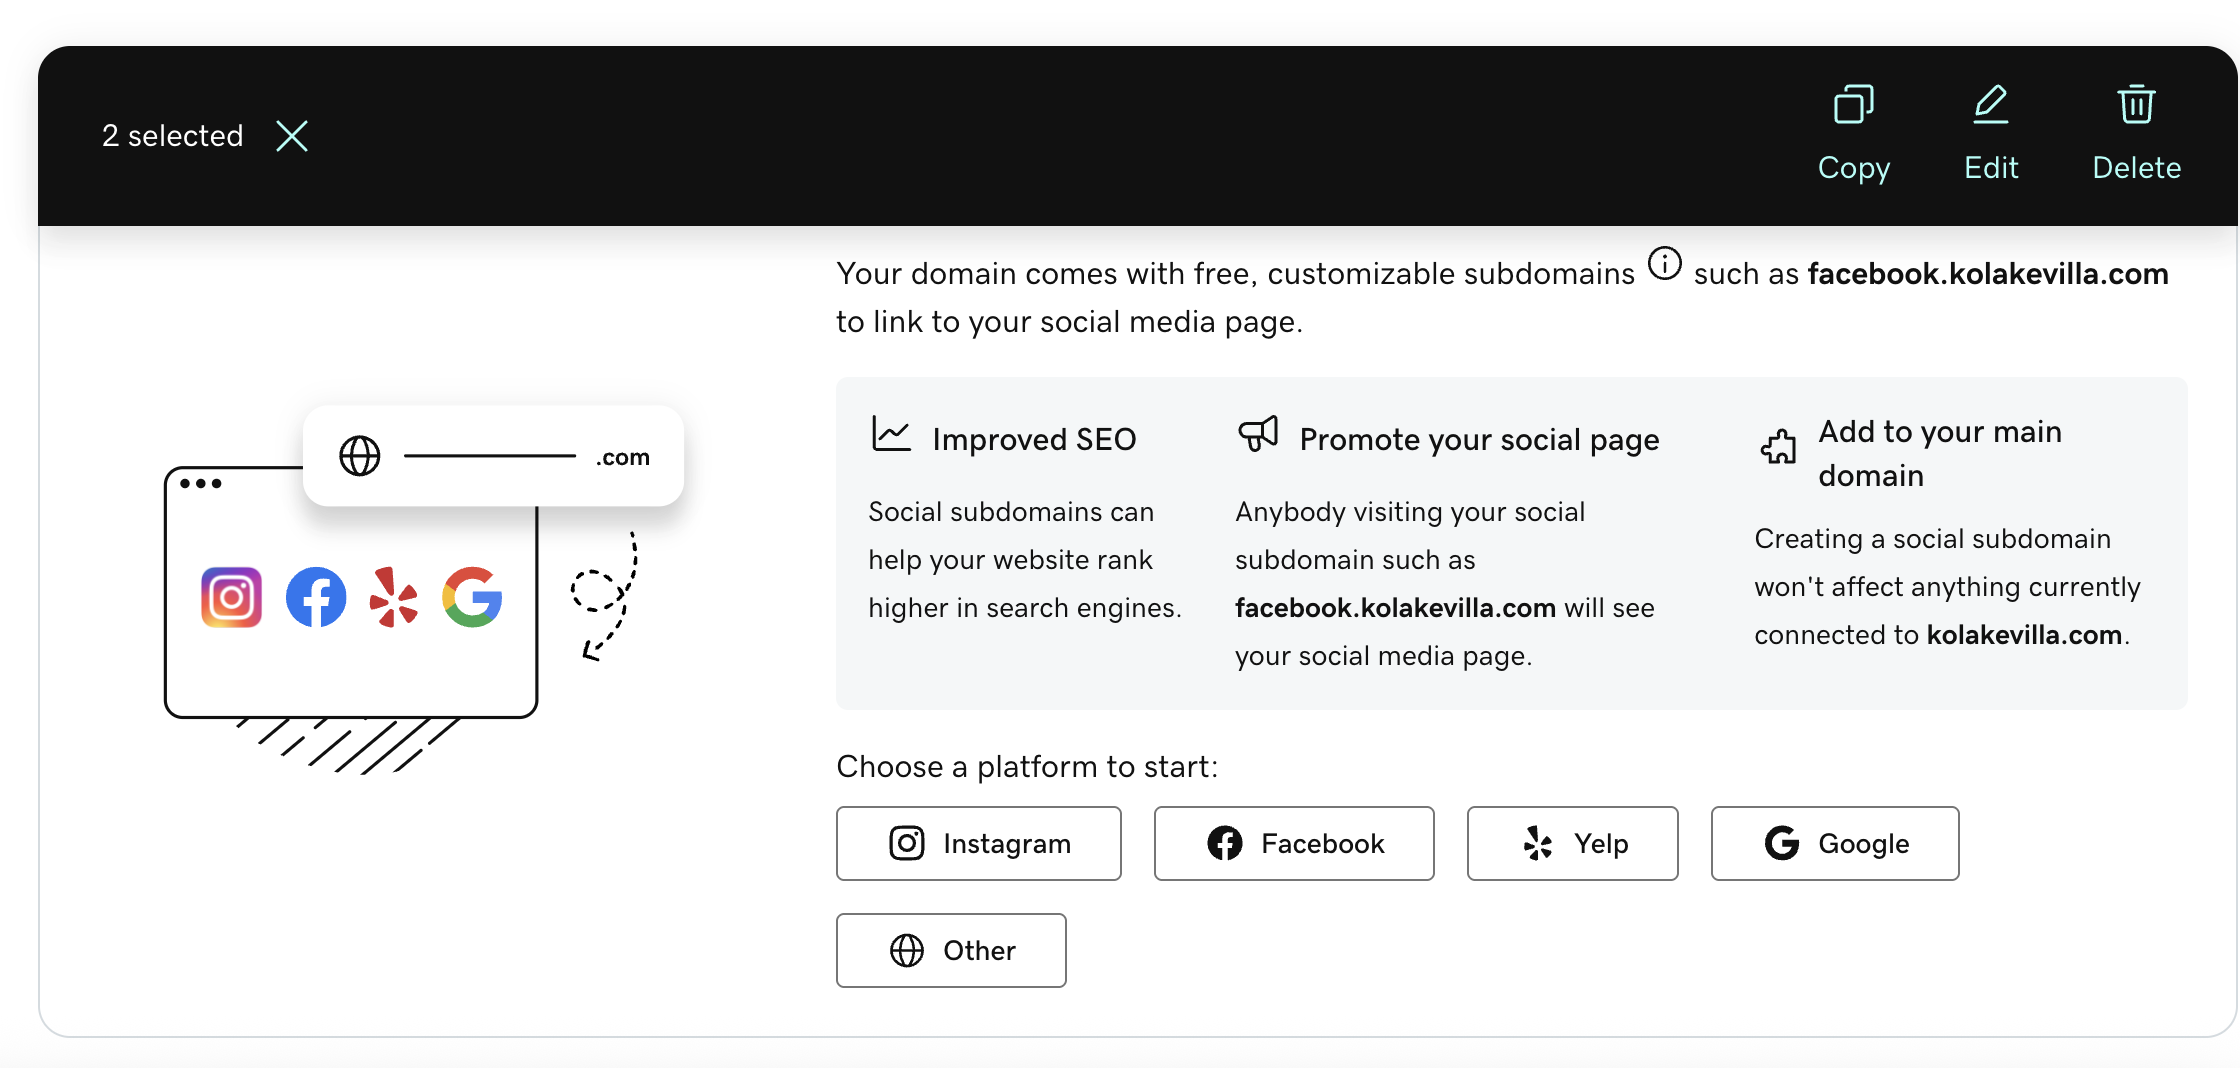 2 selected
Copy
Edit
Delete
Your domain comes with free, customizable subdomains such as facebook.kolakevilla.com
to link to your social media page.
.com
Improved SEO
Social subdomains can
help your website rank
higher in search engines.
Promote your social page
Anybody visiting your social
subdomain such as
facebook.kolakevilla.com will see
your social media page.
Add to your main
domain
Creating a social subdomain
won't affect anything currently
connected to kolakevilla.com.
Choose a platform to start:
Instagram
Facebook
Yelp
Google
Other